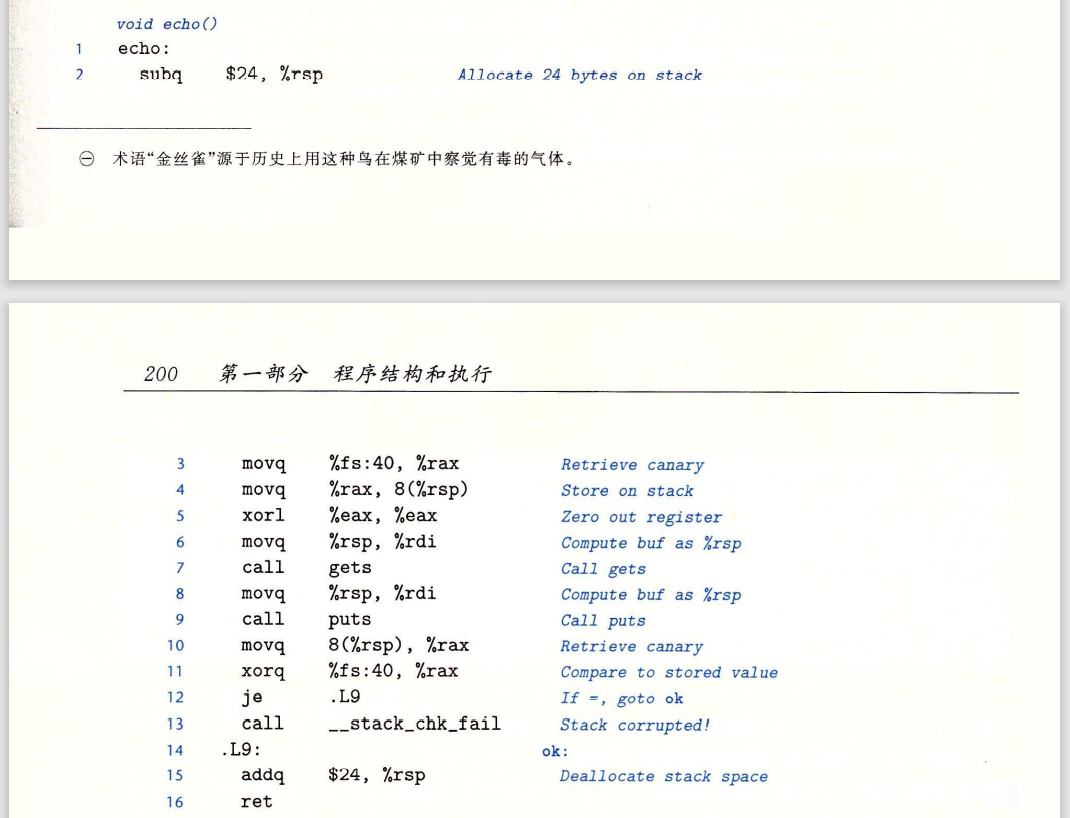 void echo()
1 echo:
2 subq $24, %rsp Allocate 24 bytes on stack
㊀ 术语“金丝雀”源于历史上用这种鸟在煤矿中察觉有毒的气体。
200 第一部分 程序结构和执行
3 movq %fs:40, %rax Retrieve canary
4 movq %rax, 8(%rsp) Store on stack
5 xorl %eax, %eax Zero out register
6 movq %rsp, %rdi Compute buf as %rsp
7 call gets Call gets
8 movq %rsp, %rdi Compute buf as %rsp
9 call puts Call puts
10 movq 8(%rsp), %rax Retrieve canary
11 xorq %fs:40, %rax Compare to stored value
12 je .L9 If =, goto ok
13 call __stack_chk_fail Stack corrupted!
14 .L9: ok:
15 addq $24, %rsp Deallocate stack space
16 ret